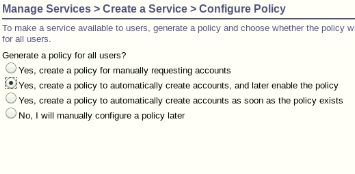 Manage Services > Create a Service > Configure Policy
To make a service available to users, generate a policy and choose whether the policy w
for all users.
Generate a policy for all users?
Yes, create a policy for manually requesting accounts
Yes, create a policy to automatically create accounts, and later enable the policy
Yes, create a policy to automatically create accounts as soon as the policy exists
No, I will manually configure a policy later